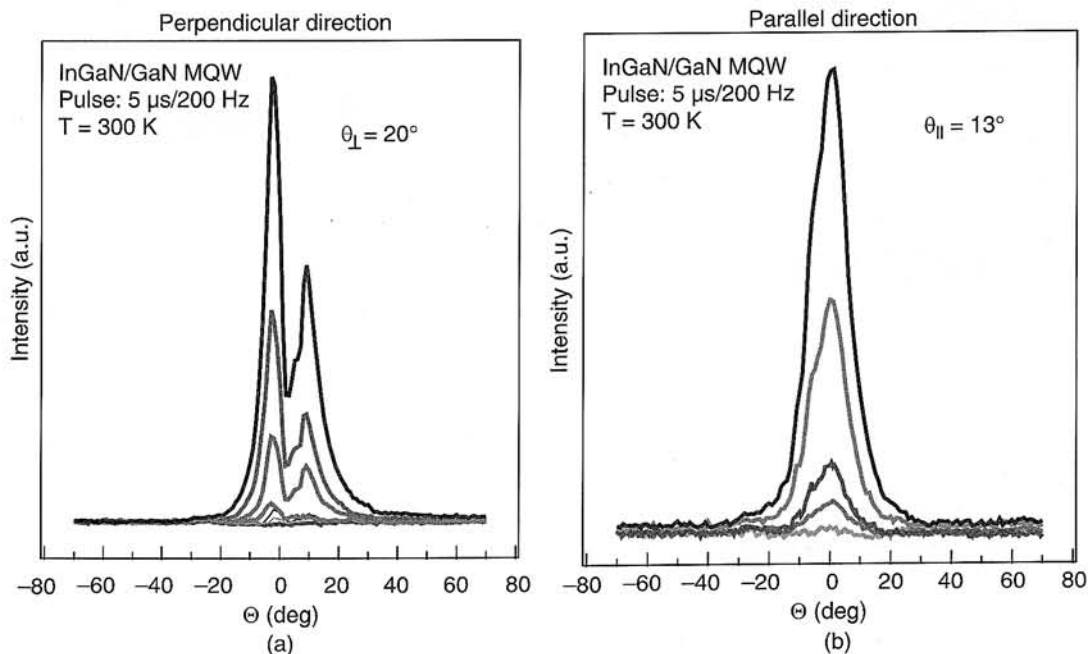 Perpendicular direction
InGaN/GaN MQW
Pulse: 5 µs/200 Hz
T = 300 K
θ⊥ = 20°
Intensity (a.u.)
−80 −60 −40 −20 0 20 40 60 80
Θ (deg)
(a)
Parallel direction
InGaN/GaN MQW
Pulse: 5 µs/200 Hz
T = 300 K
θ|| = 13°
Intensity (a.u.)
−80 −60 −40 −20 0 20 40 60 80
Θ (deg)
(b)